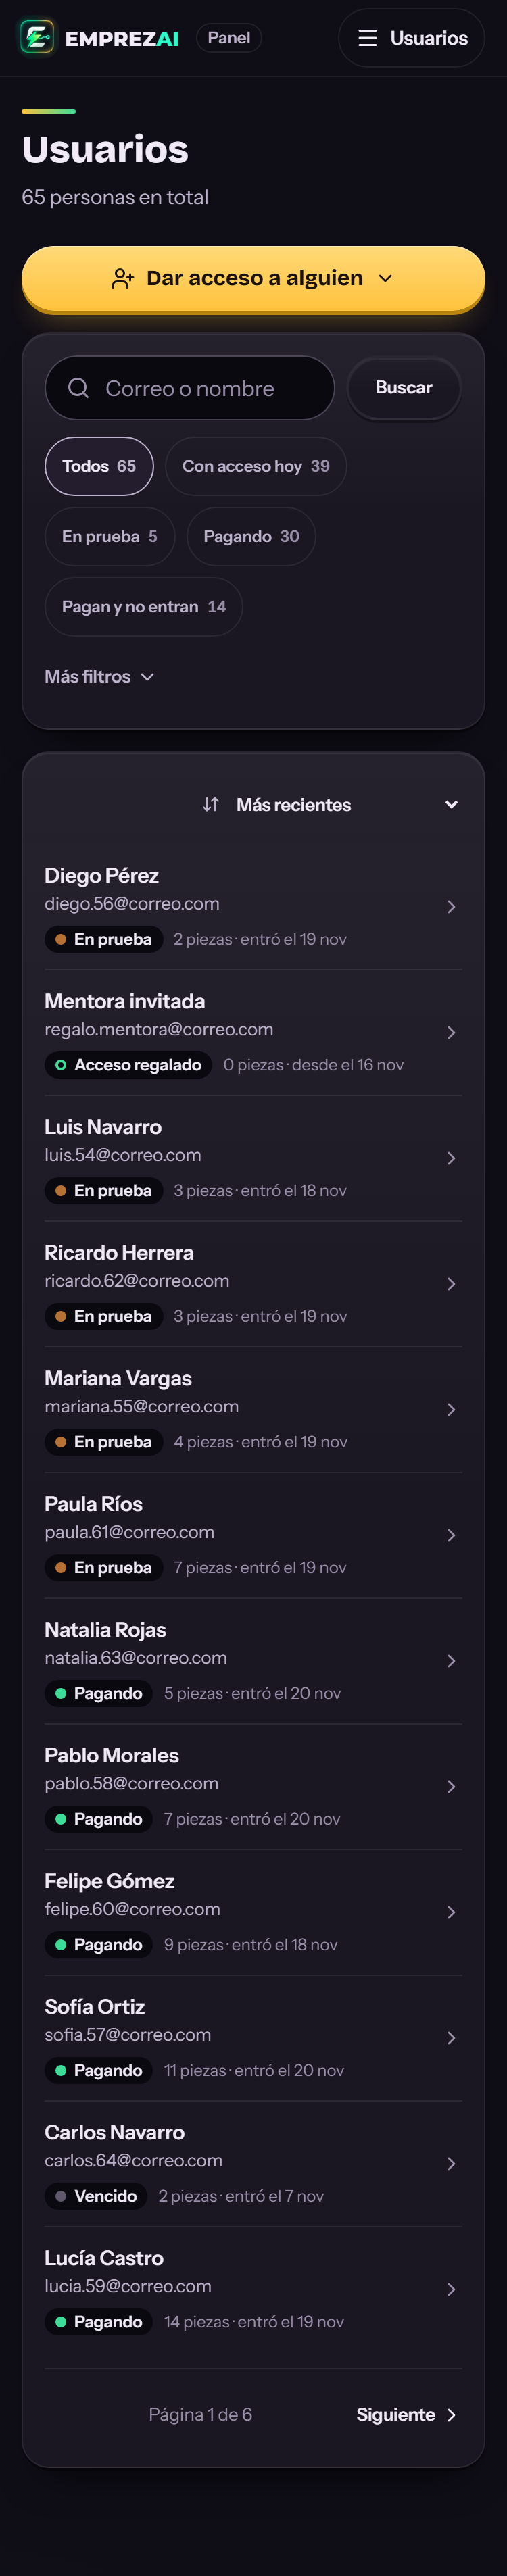 EMPREZAI Panel Usuarios
Usuarios
65 personas en total
Dar acceso a alguien
Correo o nombre Buscar
Todos 65 Con acceso hoy 39
En prueba 5 Pagando 30
Pagan y no entran 14
Más filtros
Más recientes
Diego Pérez
diego.56@correo.com
En prueba 2 piezas · entró el 19 nov
Mentora invitada
regalo.mentora@correo.com
Acceso regalado 0 piezas · desde el 16 nov
Luis Navarro
luis.54@correo.com
En prueba 3 piezas · entró el 18 nov
Ricardo Herrera
ricardo.62@correo.com
En prueba 3 piezas · entró el 19 nov
Mariana Vargas
mariana.55@correo.com
En prueba 4 piezas · entró el 19 nov
Paula Ríos
paula.61@correo.com
En prueba 7 piezas · entró el 19 nov
Natalia Rojas
natalia.63@correo.com
Pagando 5 piezas · entró el 20 nov
Pablo Morales
pablo.58@correo.com
Pagando 7 piezas · entró el 20 nov
Felipe Gómez
felipe.60@correo.com
Pagando 9 piezas · entró el 18 nov
Sofía Ortiz
sofia.57@correo.com
Pagando 11 piezas · entró el 20 nov
Carlos Navarro
carlos.64@correo.com
Vencido 2 piezas · entró el 7 nov
Lucía Castro
lucia.59@correo.com
Pagando 14 piezas · entró el 19 nov
Página 1 de 6 Siguiente